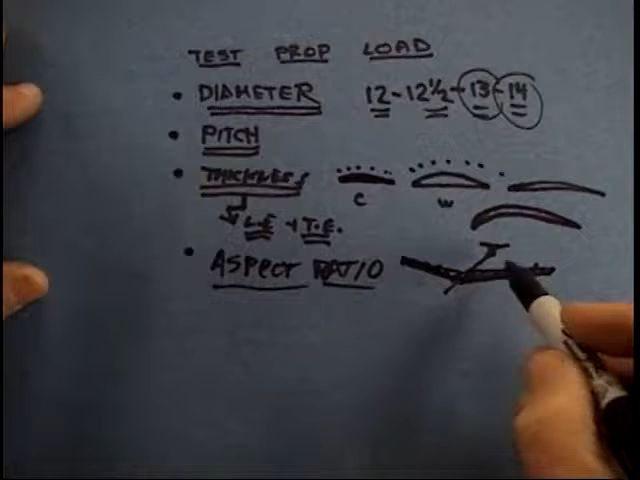 TEST PROP LOAD
• DIAMETER 12 - 12½ - 13 - 14
• PITCH
• THICKNESS
C W
L.E + T.E.
• ASPECT RATIO